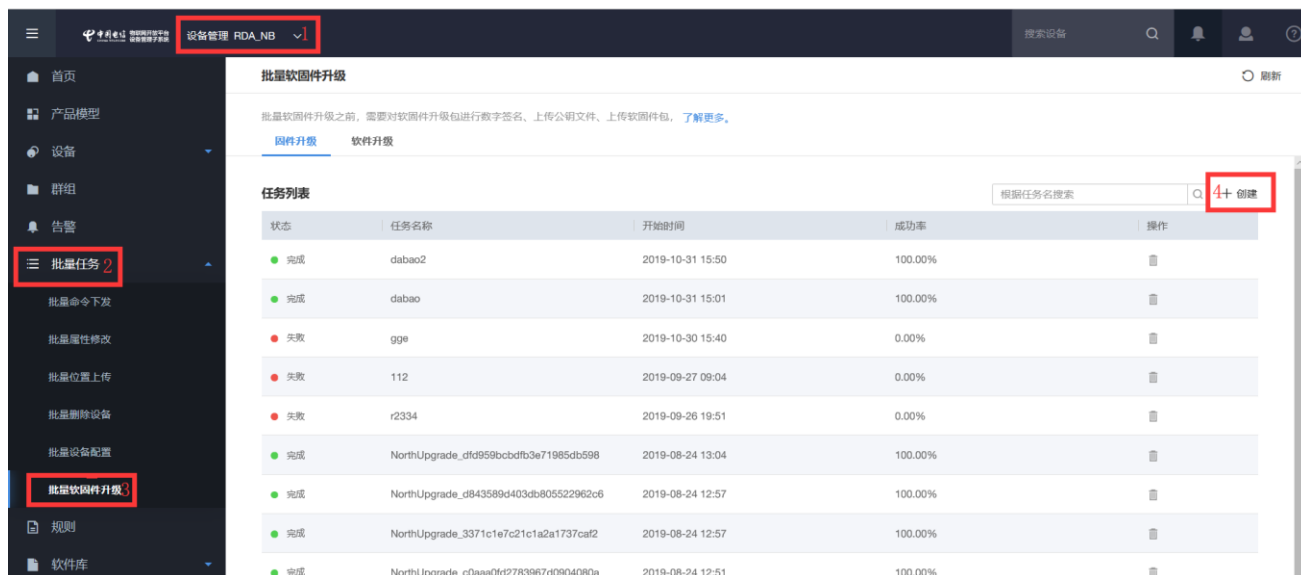 中国电信 物联网开放平台 设备管理子系统 设备管理 RDA_NB 1 搜索设备
首页
产品模型
设备
群组
告警
批量任务 2
批量命令下发
批量属性修改
批量位置上传
批量删除设备
批量设备配置
批量软固件升级 3
规则
软件库
批量软固件升级 刷新
批量软固件升级之前，需要对软固件升级包进行数字签名、上传公钥文件、上传软固件包， 了解更多。
固件升级 软件升级
任务列表 根据任务名搜索 4 + 创建
状态 任务名称 开始时间 成功率 操作
完成 dabao2 2019-10-31 15:50 100.00%
完成 dabao 2019-10-31 15:01 100.00%
失败 gge 2019-10-30 15:40 0.00%
失败 112 2019-09-27 09:04 0.00%
失败 r2334 2019-09-26 19:51 0.00%
完成 NorthUpgrade_dfd959bcbdfb3e71985db598 2019-08-24 13:04 100.00%
完成 NorthUpgrade_d843589d403db805522962c6 2019-08-24 12:57 100.00%
完成 NorthUpgrade_3371c1e7c21c1a2a1737caf2 2019-08-24 12:57 100.00%
完成 NorthUpgrade_c0aaa0fd2783967d0904080a 2019-08-24 12:51 100.00%